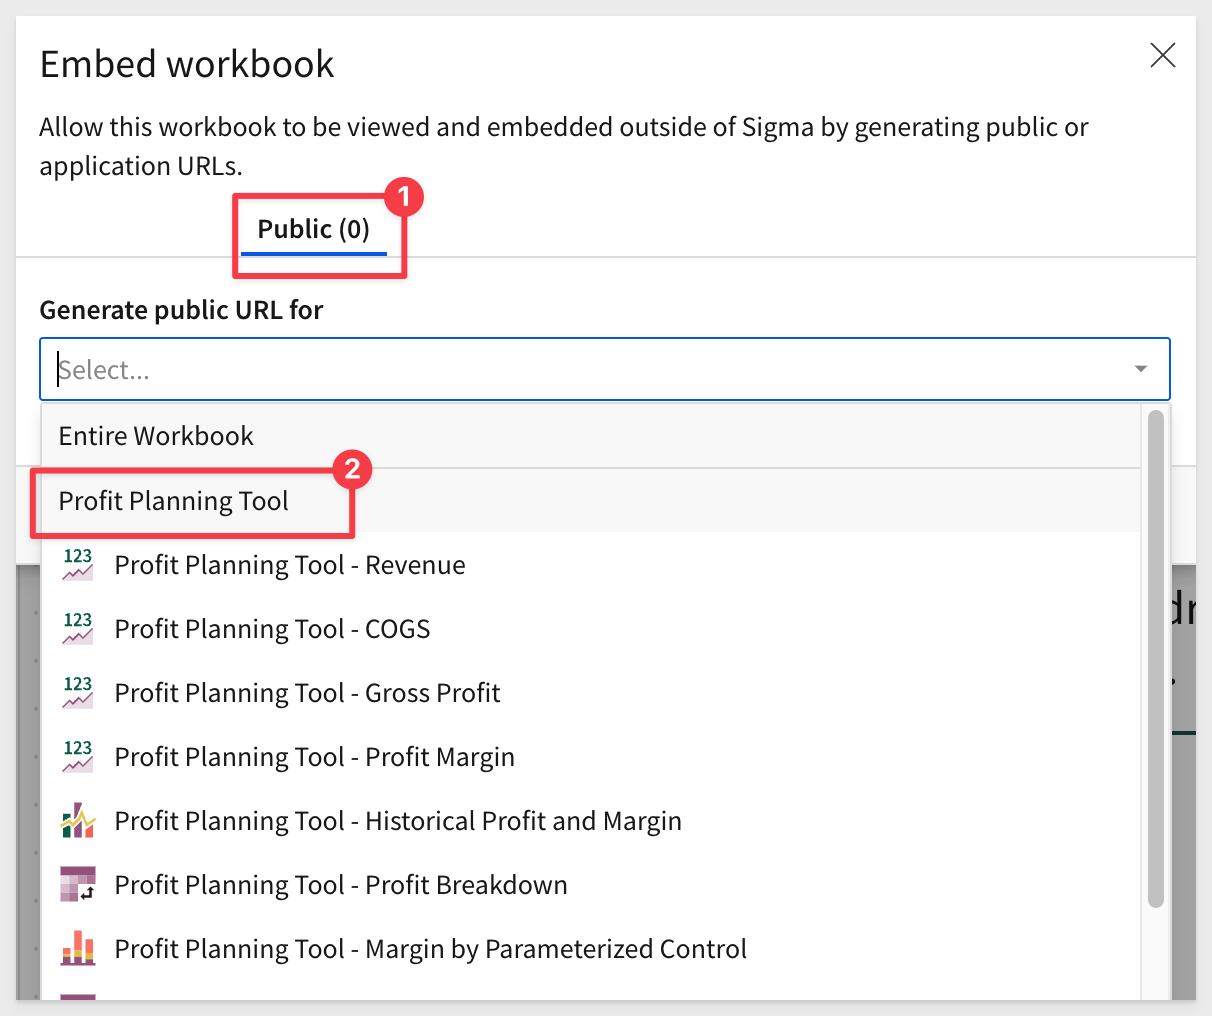 Embed workbook
Allow this workbook to be viewed and embedded outside of Sigma by generating public or
application URLs.
1
Public (0)
Generate public URL for
Select...
Entire Workbook
2
Profit Planning Tool
123 Profit Planning Tool - Revenue
123 Profit Planning Tool - COGS
123 Profit Planning Tool - Gross Profit
123 Profit Planning Tool - Profit Margin
Profit Planning Tool - Historical Profit and Margin
Profit Planning Tool - Profit Breakdown
Profit Planning Tool - Margin by Parameterized Control